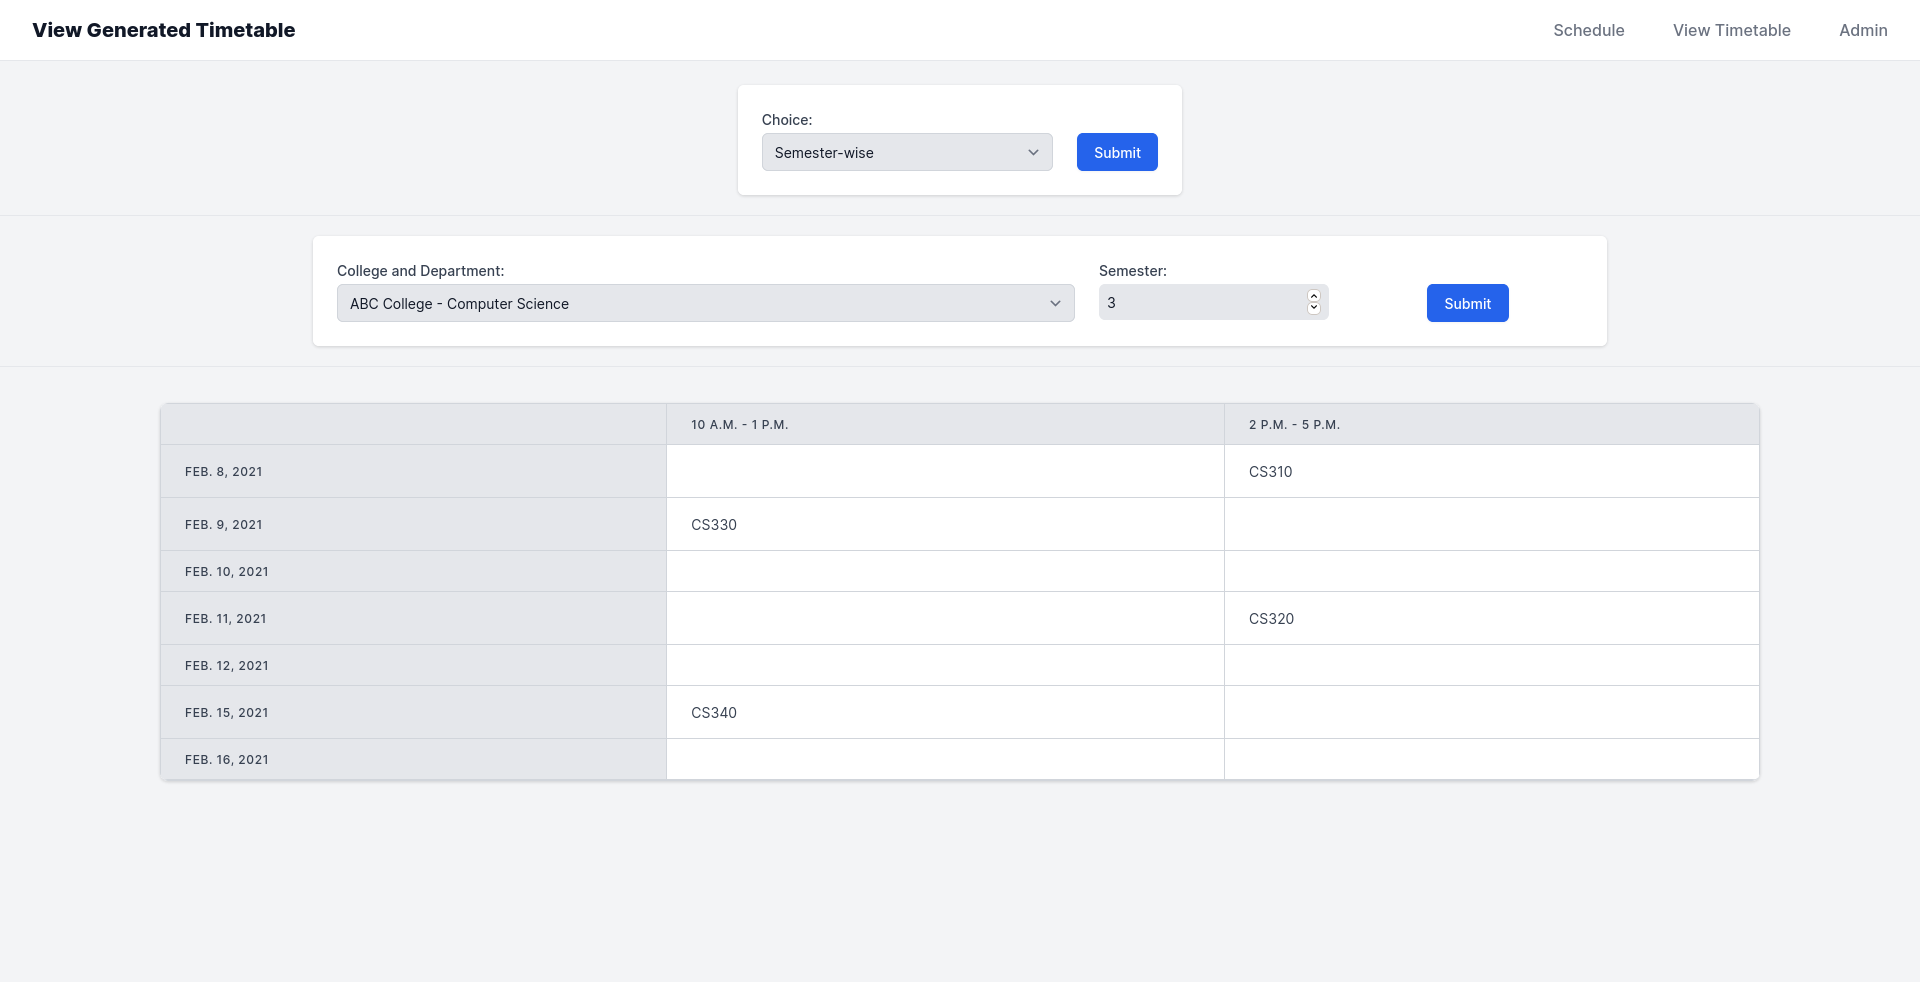 View Generated Timetable
Schedule View Timetable Admin
Choice:
Semester-wise
Submit
College and Department:
Semester:
ABC College - Computer Science
3
Submit
10 A.M. - 1 P.M. 2 P.M. - 5 P.M.
FEB. 8, 2021 CS310
FEB. 9, 2021 CS330
FEB. 10, 2021
FEB. 11, 2021 CS320
FEB. 12, 2021
FEB. 15, 2021 CS340
FEB. 16, 2021